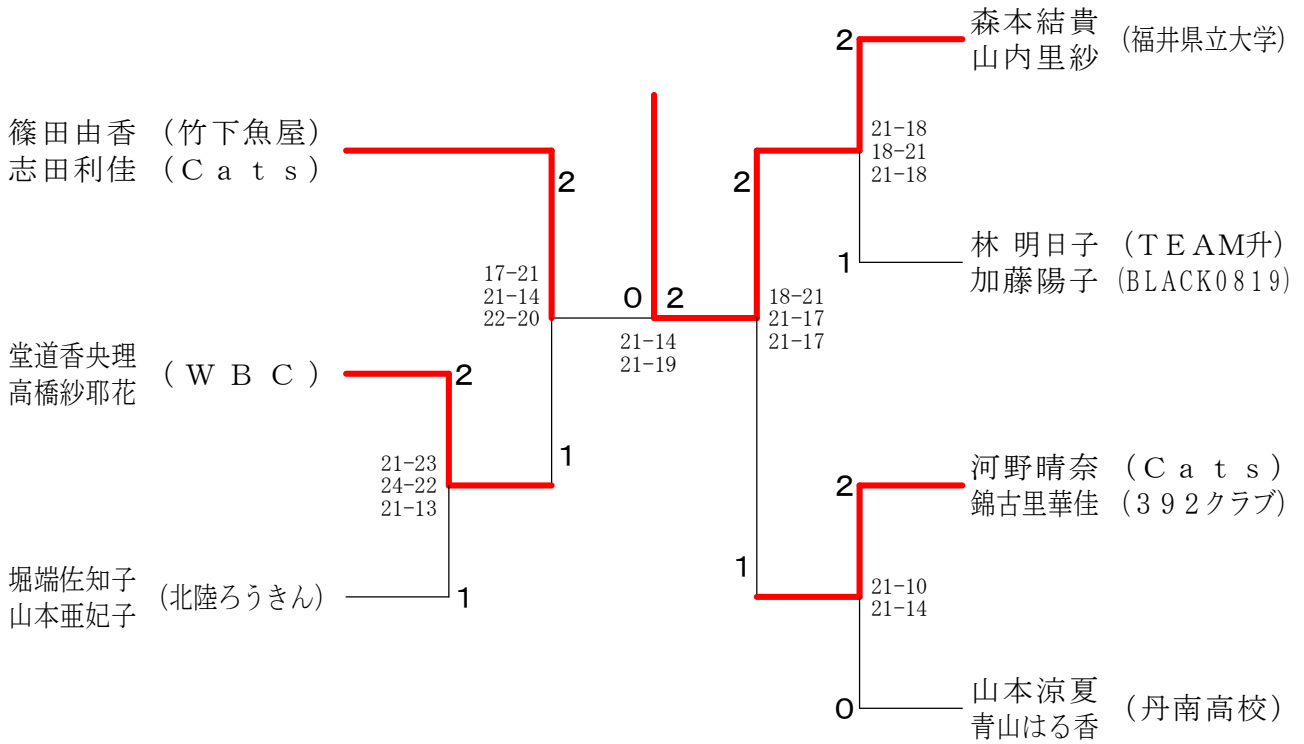 篠田由香 （竹下魚屋）
志田利佳 （Ｃａｔｓ）
2
17-21
21-14
22-20
堂道香央理
高橋紗耶花
（ＷＢＣ）
2
1
21-23
24-22
21-13
堀端佐知子
山本亜妃子
（北陸ろうきん）
1
0 2
21-14
21-19
森本結貴
山内里紗
（福井県立大学）
2
21-18
18-21
21-18
2
林 明日子 （ＴＥＡＭ升）
加藤陽子 （BLACK0819）
1
18-21
21-17
21-17
河野晴奈 （Ｃａｔｓ）
錦古里華佳 （３９２クラブ）
2
1
21-10
21-14
山本涼夏
青山はる香
（丹南高校）
0